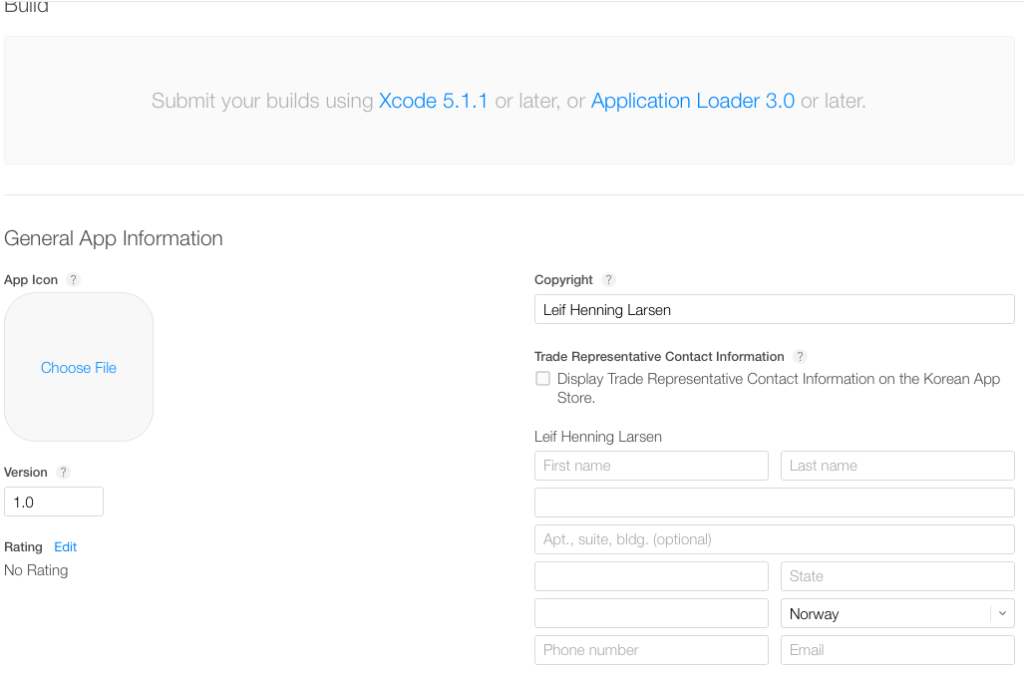 Build
Submit your builds using Xcode 5.1.1 or later, or Application Loader 3.0 or later.
General App Information
App Icon ?
Choose File
Version ?
1.0
Rating Edit
No Rating
Copyright ?
Leif Henning Larsen
Trade Representative Contact Information ?
Display Trade Representative Contact Information on the Korean App
Store.
Leif Henning Larsen
First name Last name
Apt., suite, bldg. (optional)
State
Norway
Phone number Email